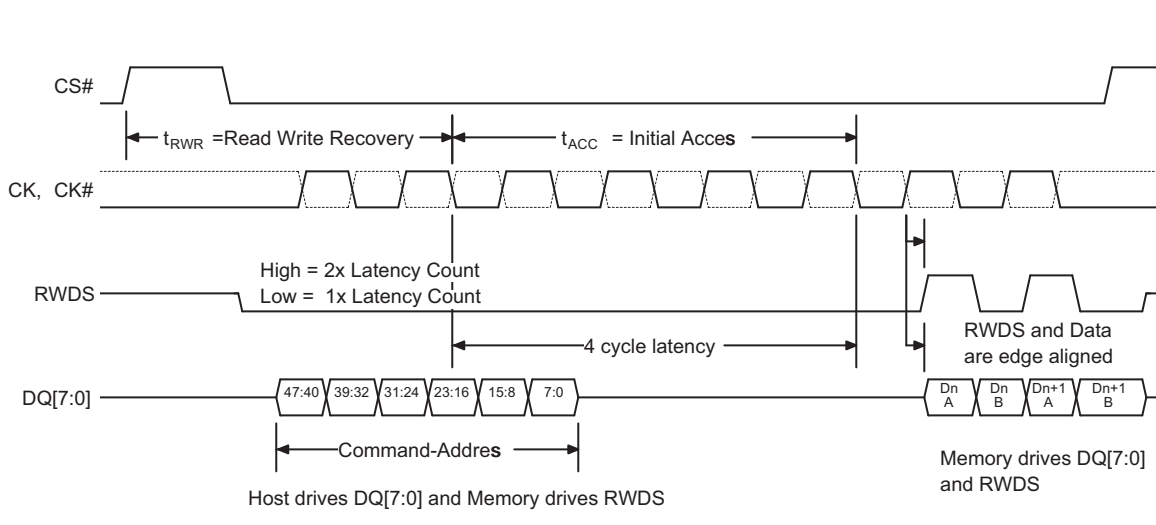 CS#
tRWR =Read Write Recovery
tACC = Initial Acces
CK, CK#
High = 2x Latency Count
Low = 1x Latency Count
RWDS
4 cycle latency
RWDS and Data
are edge aligned
DQ[7:0]
47:40 39:32 31:24 23:16 15:8 7:0
Dn A
Dn B
Dn+1 A
Dn+1 B
Command-Addres
Memory drives DQ[7:0]
and RWDS
Host drives DQ[7:0] and Memory drives RWDS